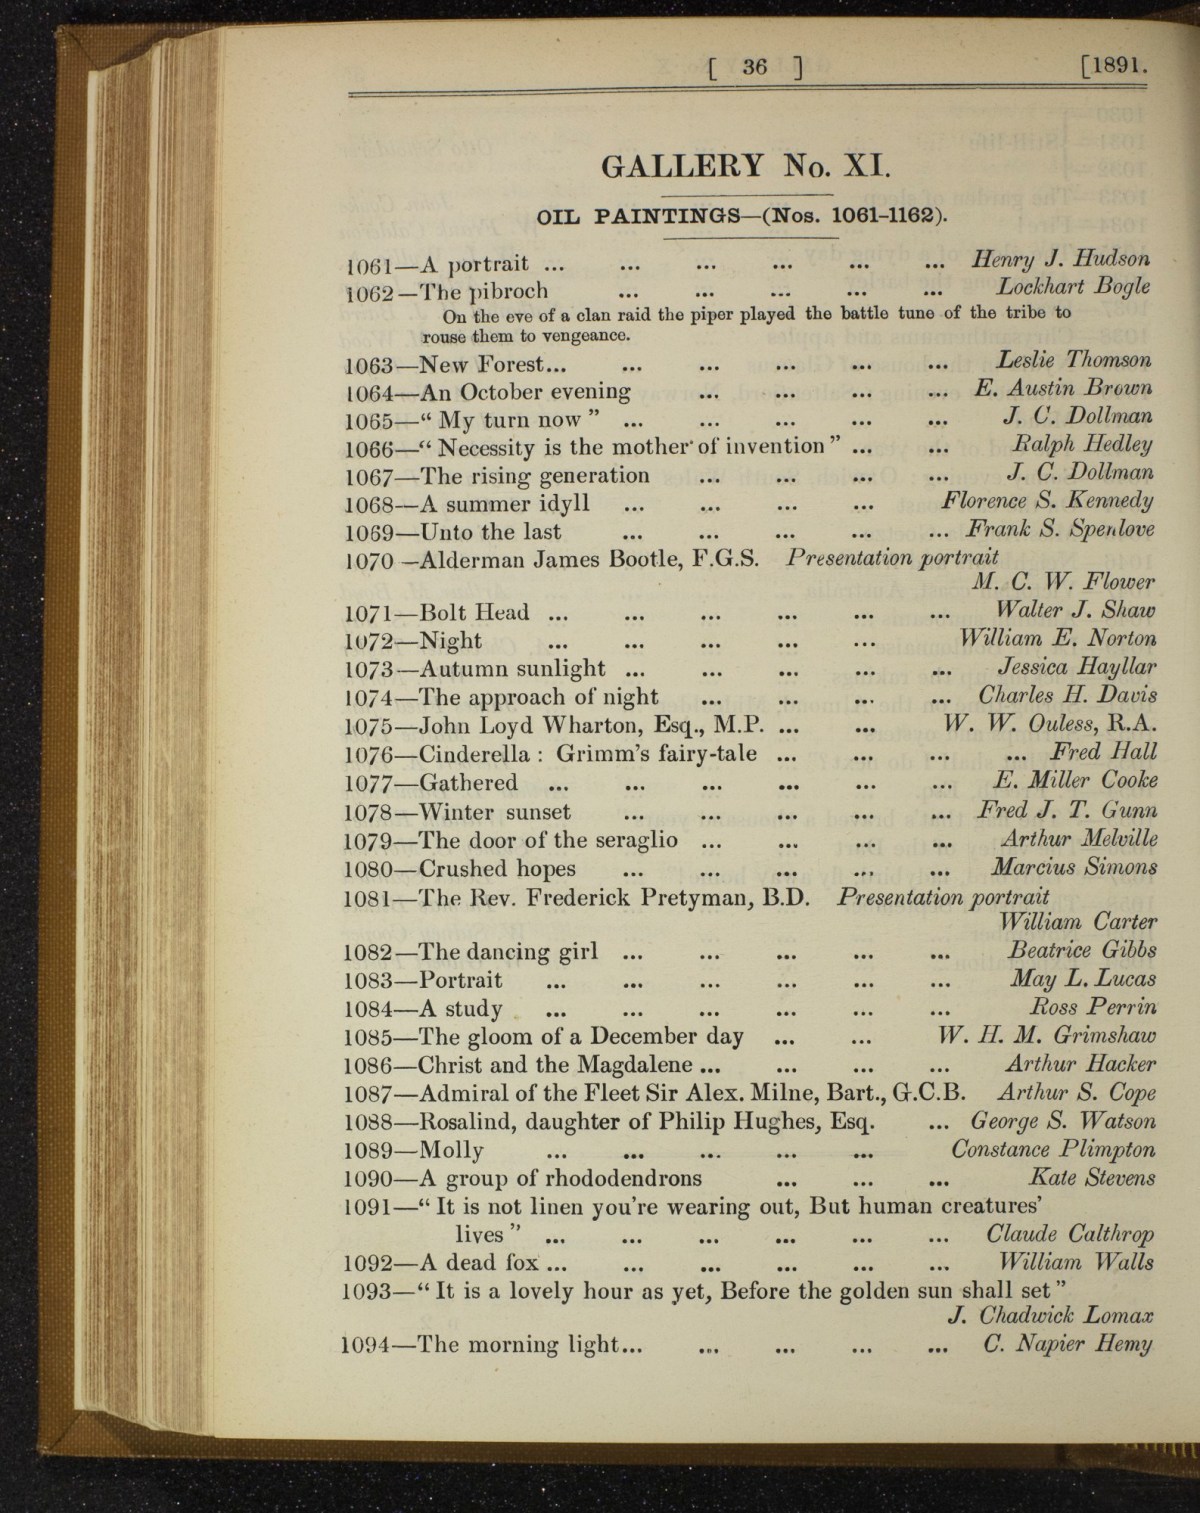 [ 36 ] [1891.
GALLERY No. XI.
OIL PAINTINGS—(Nos. 1061-1162).
1061—A portrait ... ... ... ... ... ... Henry J. Hudson
1062—The pibroch ... ... ... ... ... Lockhart Bogle
On the eve of a clan raid the piper played the battle tune of the tribe to
rouse them to vengeance.
1063—New Forest... ... ... ... ... ... Leslie Thomson
1064—An October evening ... ... ... ... E. Austin Brown
1065—“ My turn now ” ... ... ... ... ... J. C. Dollman
1066—“ Necessity is the mother of invention ” ... ... Ralph Hedley
1067—The rising generation ... ... ... ... J. C. Dollman
1068—A summer idyll ... ... ... ... Florence S. Kennedy
1069—Unto the last ... ... ... ... ... Frank S. Spenlove
1070—Alderman James Bootle, F.G.S. Presentation portrait
M. C. W. Flower
1071—Bolt Head ... ... ... ... ... ... Walter J. Shaw
1072—Night ... ... ... ... ... William E. Norton
1073—Autumn sunlight ... ... ... ... ... Jessica Hayllar
1074—The approach of night ... ... ... ... Charles H. Davis
1075—John Loyd Wharton, Esq., M.P. ... ... W. W. Ouless, R.A.
1076—Cinderella : Grimm’s fairy-tale ... ... ... ... Fred Hall
1077—Gathered ... ... ... ... ... ... E. Miller Cooke
1078—Winter sunset ... ... ... ... ... Fred J. T. Gunn
1079—The door of the seraglio ... ... ... ... Arthur Melville
1080—Crushed hopes ... ... ... ... ... Marcius Simons
1081—The Rev. Frederick Pretyman, B.D. Presentation portrait
William Carter
1082—The dancing girl ... ... ... ... ... Beatrice Gibbs
1083—Portrait ... ... ... ... ... ... May L. Lucas
1084—A study ... ... ... ... ... ... Ross Perrin
1085—The gloom of a December day ... ... W. H. M. Grimshaw
1086—Christ and the Magdalene ... ... ... ... Arthur Hacker
1087—Admiral of the Fleet Sir Alex. Milne, Bart., G.C.B. Arthur S. Cope
1088—Rosalind, daughter of Philip Hughes, Esq. ... George S. Watson
1089—Molly ... ... ... ... ... Constance Plimpton
1090—A group of rhododendrons ... ... ... Kate Stevens
1091—“ It is not linen you’re wearing out, But human creatures’
lives ” ... ... ... ... ... ... Claude Calthrop
1092—A dead fox ... ... ... ... ... ... William Walls
1093—“ It is a lovely hour as yet, Before the golden sun shall set ”
J. Chadwick Lomax
1094—The morning light... ... ... ... ... C. Napier Hemy